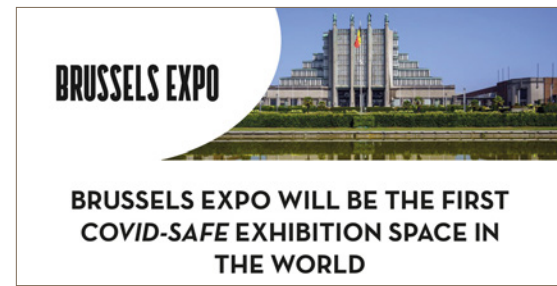 BRUSSELS EXPO
BRUSSELS EXPO WILL BE THE FIRST
COVID-SAFE EXHIBITION SPACE IN
THE WORLD